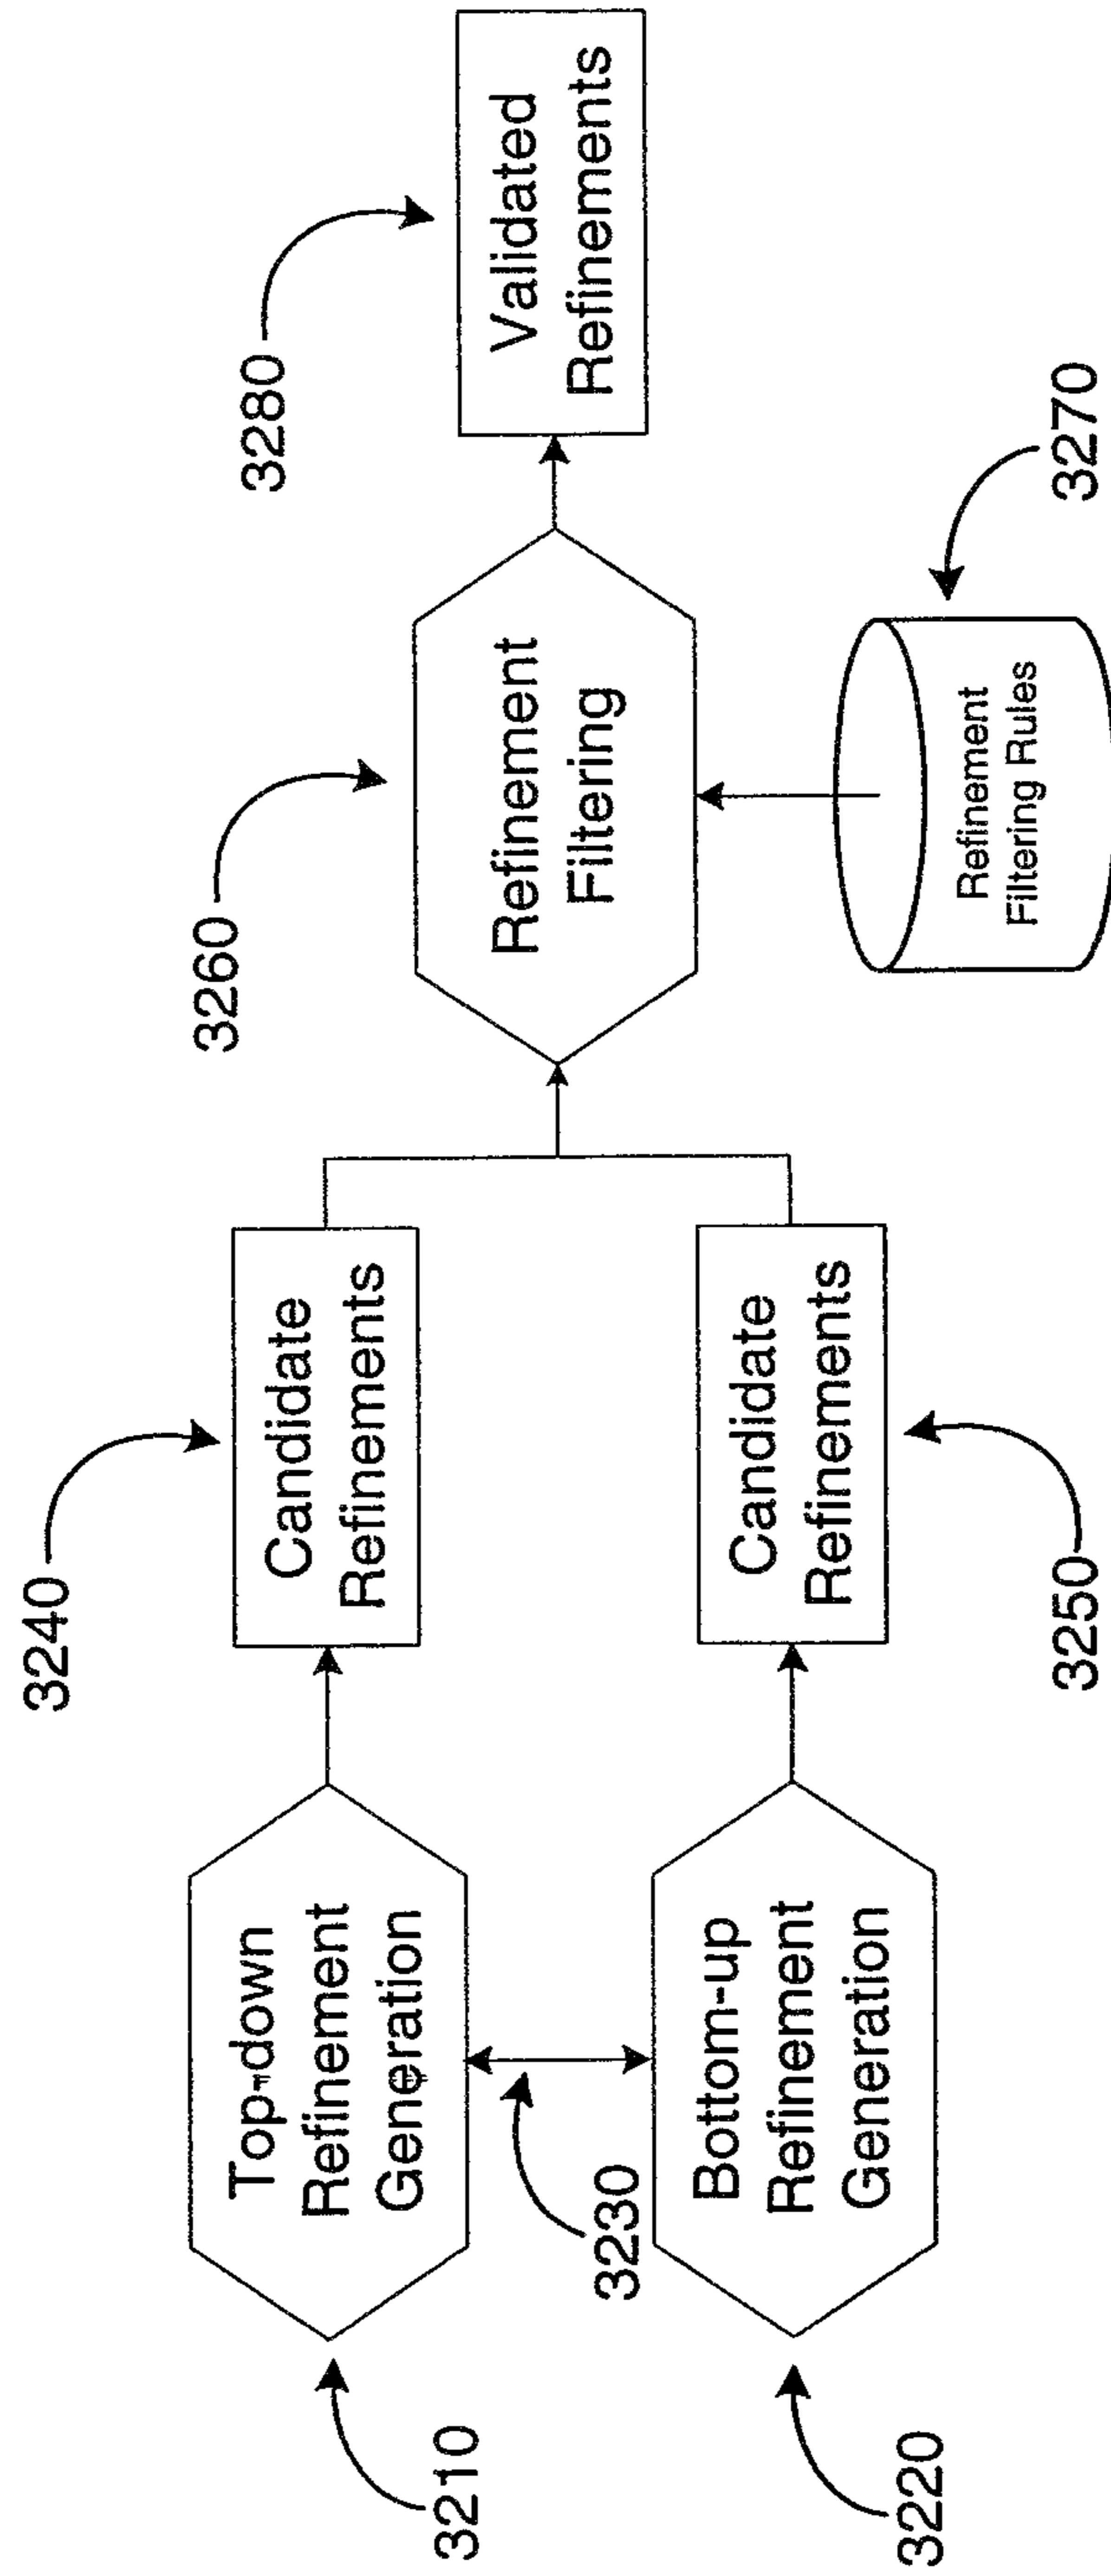 3210
Top-down
Refinement
Generation
3230
3220
Bottom-up
Refinement
Generation
3240
Candidate
Refinements
Candidate
Refinements
3250
3260
Refinement
Filtering
Refinement
Filtering Rules
3270
3280
Validated
Refinements